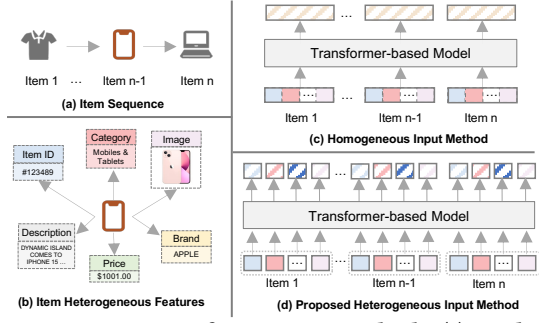 Item 1 ... Item n-1 Item n
(a) Item Sequence
Item ID
#123489
Category
Mobiles &
Tablets
Image
Description
DYNAMIC ISLAND
COMES TO
IPHONE 15 ...
Price
$1001.00
Brand
APPLE
(b) Item Heterogeneous Features
...
Transformer-based Model
... ... ... ...
Item 1 Item n-1 Item n
(c) Homogeneous Input Method
...
Transformer-based Model
... ... ... ...
Item 1 Item n-1 Item n
(d) Proposed Heterogeneous Input Method